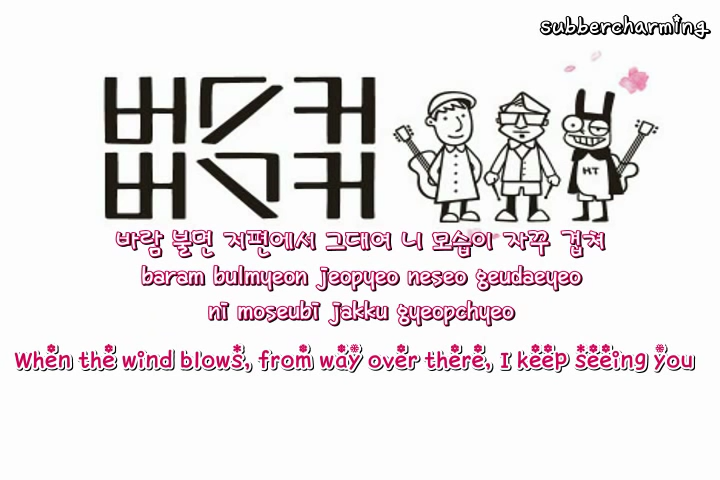 subbercharming
버스커
버스커
HT
바람 불면 저편에서 그대여 니 모습이 자꾸 겹쳐
baram bulmyeon jeopyeo neseo geudaeyeo
ni moseubi jakku gyeopchyeo
When the wind blows, from way over there, I keep seeing you